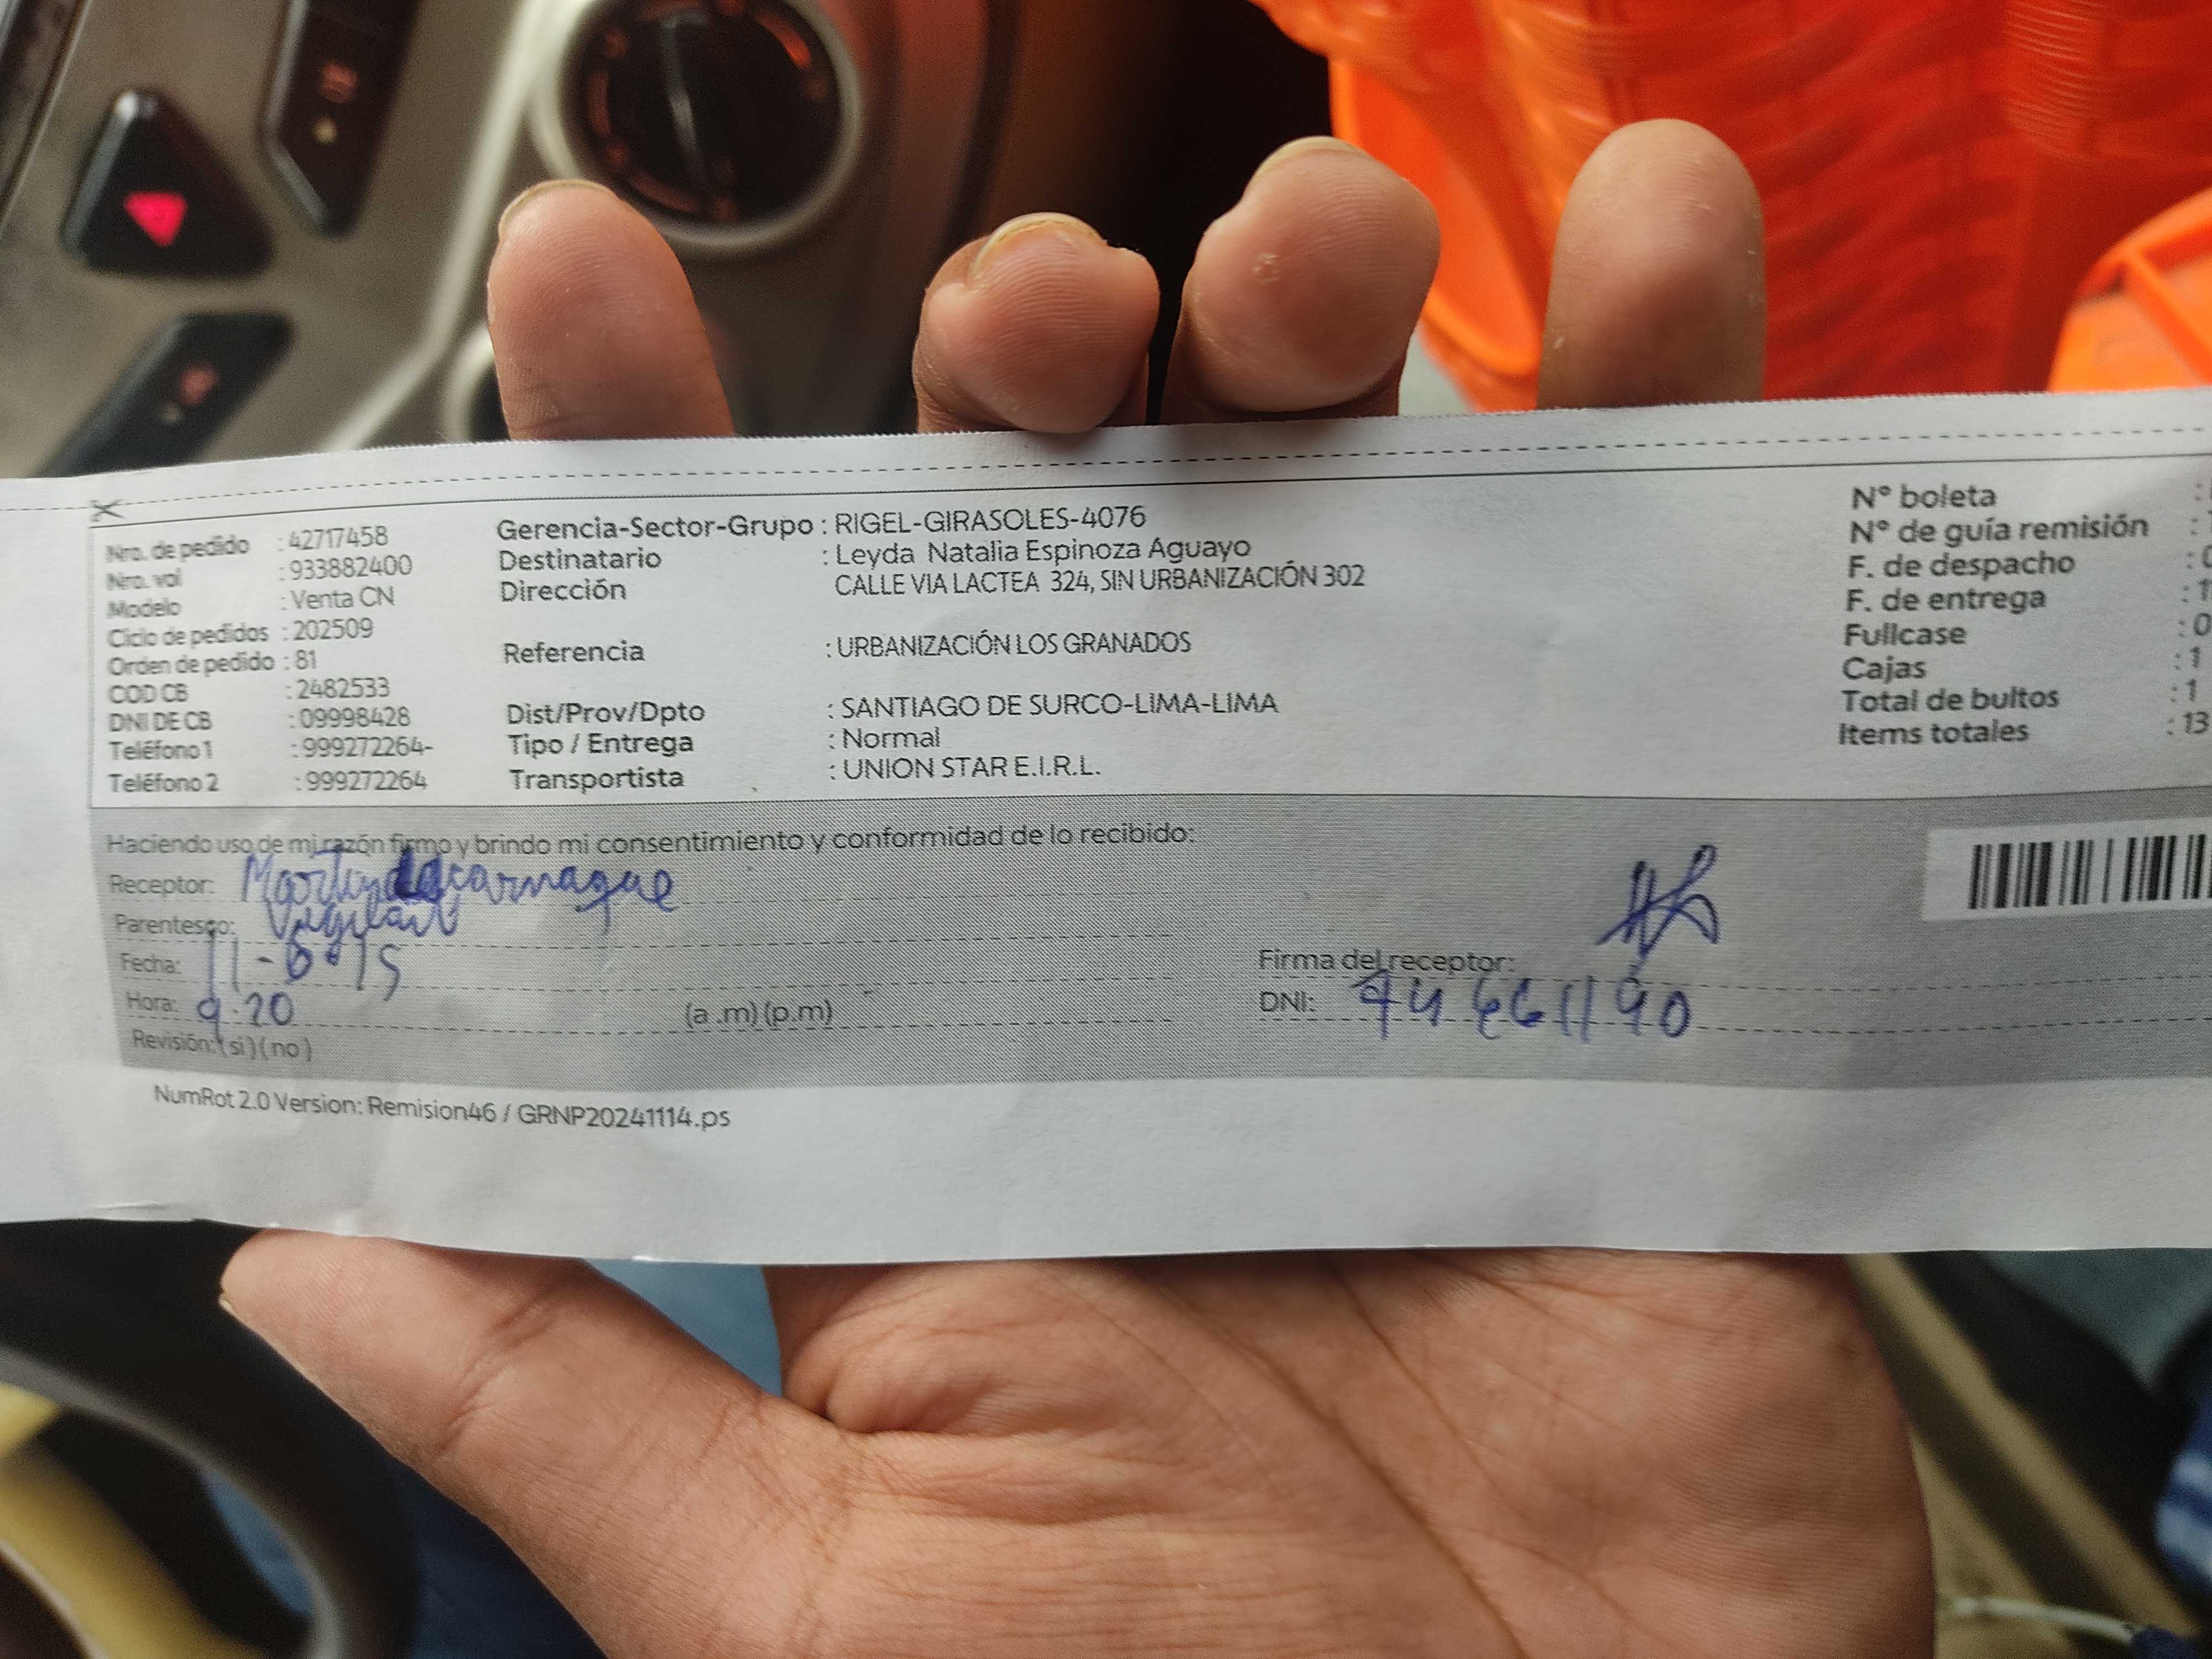 Nro. de pedido : 42717458
Nro. val : 933882400
Modelo : Venta CN
Ciclo de pedidos : 202509
Orden de pedido : 81
COD CB : 2482533
DNI DE CB : 09998428
Teléfono 1 : 999272264-
Teléfono 2 : 999272264
Gerencia-Sector-Grupo : RIGEL-GIRASOLES-4076
Destinatario : Leyda Natalia Espinoza Aguayo
Dirección CALLE VIA LACTEA 324, SIN URBANIZACIÓN 302
Referencia : URBANIZACIÓN LOS GRANADOS
Dist/Prov/Dpto : SANTIAGO DE SURCO-LIMA-LIMA
Tipo / Entrega : Normal
Transportista : UNION STAR E.I.R.L.
N° boleta :
N° de guía remisión :
F. de despacho :
F. de entrega :
Fullcase :
Cajas : 1
Total de bultos : 1
Items totales : 13
Haciendo uso de mi razón firmo y brindo mi consentimiento y conformidad de lo recibido:
Receptor:
Parentesco:
Fecha: 11-6-
Hora: 9.20 (a .m) (p.m)
Revisión: (si) (no)
Firma del receptor:
DNI:
NumRot 2.0 Version: Remision46 / GRNP20241114.ps